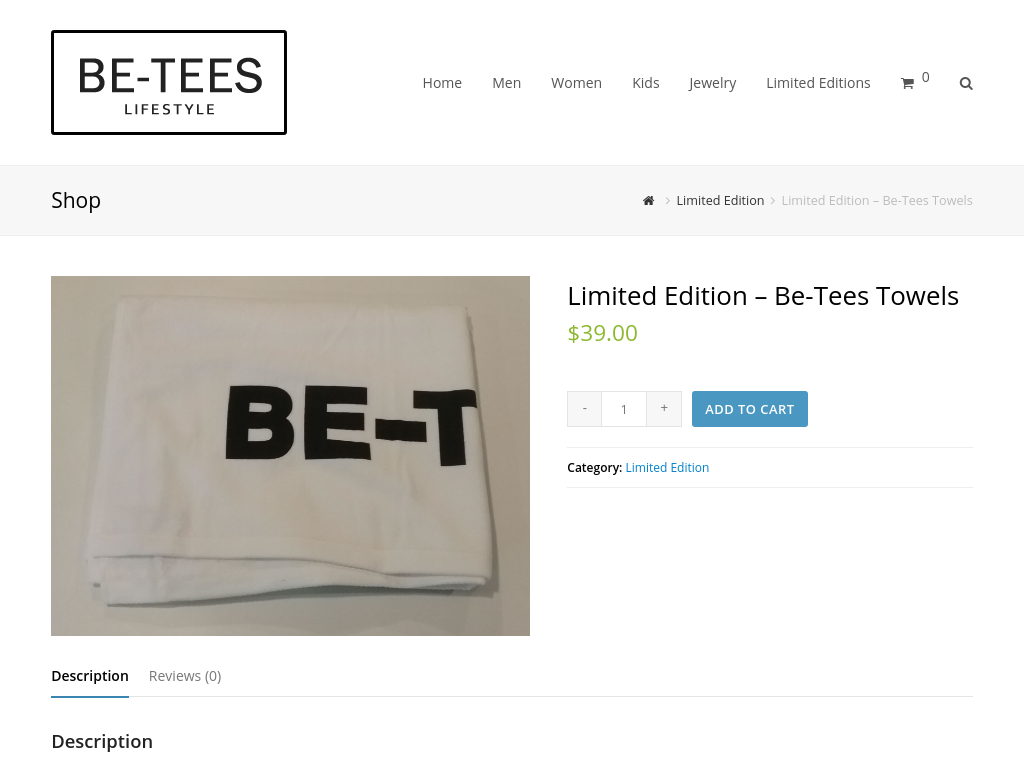 BE-TEES
LIFESTYLE
Home Men Women Kids Jewelry Limited Editions 0
Shop
Limited Edition Limited Edition – Be-Tees Towels
BE-T
Limited Edition – Be-Tees Towels
$39.00
- 1 + ADD TO CART
Category: Limited Edition
Description Reviews (0)
Description